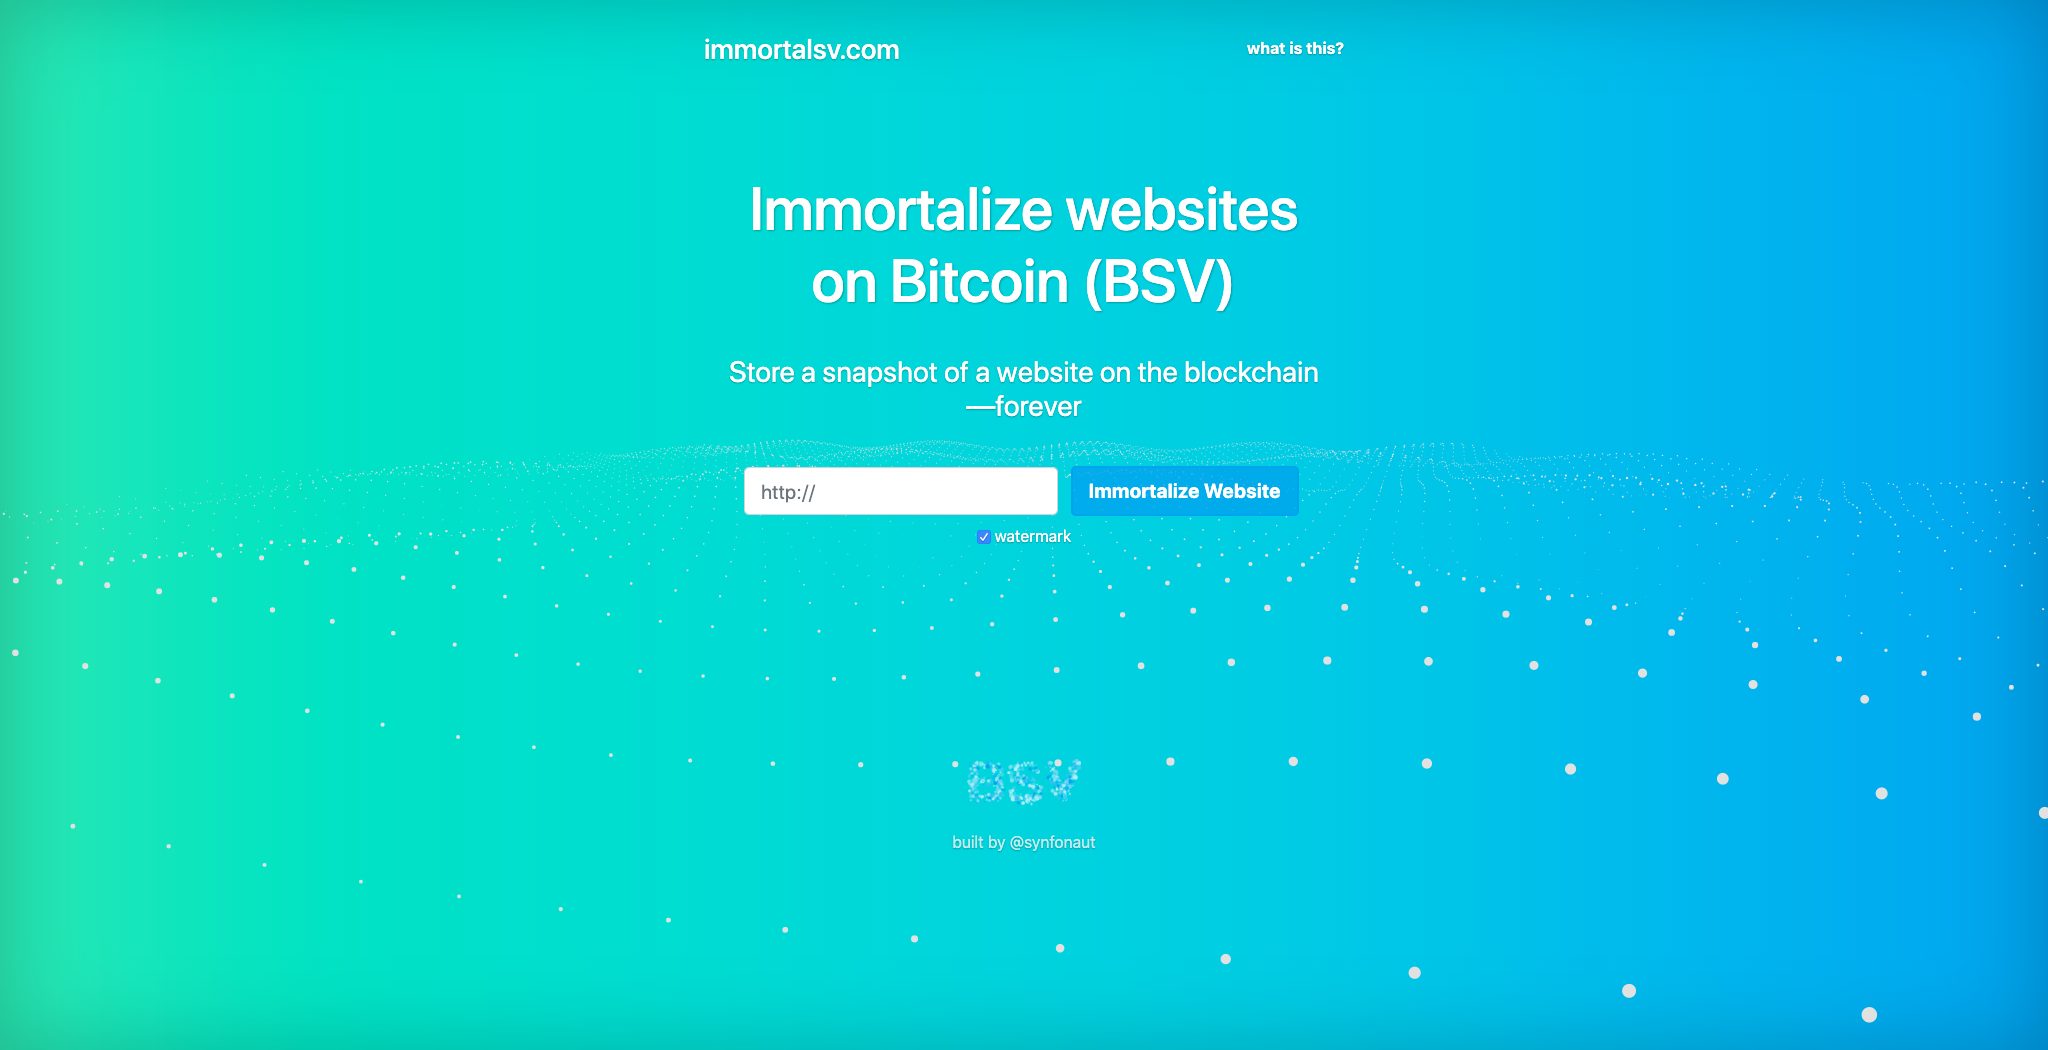 immortalsv.com
what is this?
Immortalize websites
on Bitcoin (BSV)
Store a snapshot of a website on the blockchain
—forever
http://
Immortalize Website
watermark
BSV
built by @synfonaut